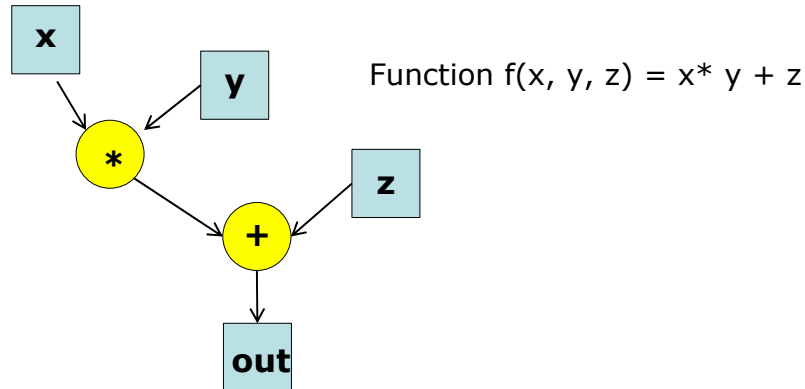 x
y
Function f(x, y, z) = x* y + z
*
z
+
out